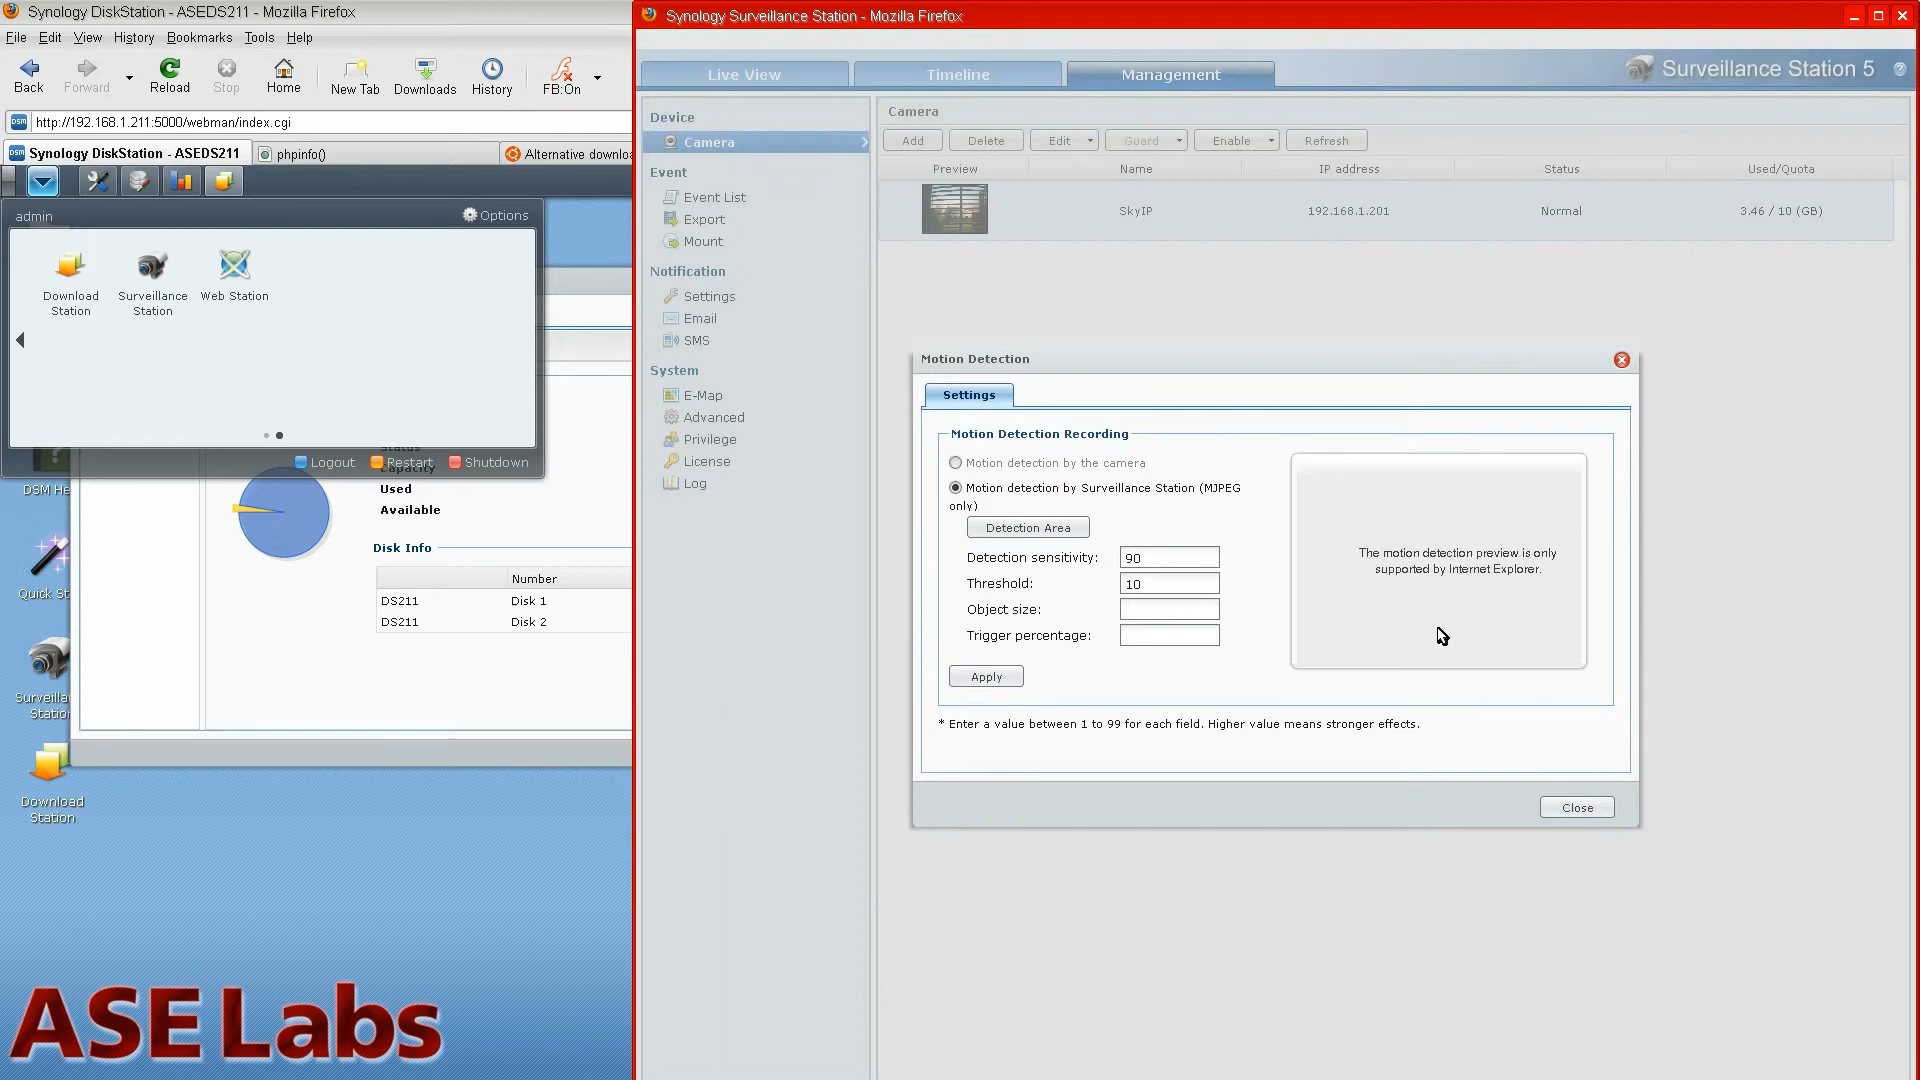 Synology DiskStation - ASEDS211 - Mozilla Firefox
File Edit View History Bookmarks Tools Help
Back Forward Reload Stop Home New Tab Downloads History FB:On
http://192.168.1.211:5000/webman/index.cgi
Synology DiskStation - ASEDS211 phpinfo() Alternative downlo
admin Options
Download Station
Surveillance Station
Web Station
Logout Restart Shutdown
Status
Capacity
Used
Available
Disk Info
Number
DS211 Disk 1
DS211 Disk 2
DSM He
Quick St
Surveilla
Statio
Download
Station
ASE Labs
Synology Surveillance Station - Mozilla Firefox
Live View Timeline Management Surveillance Station 5
Device
Camera
Event
Event List
Export
Mount
Notification
Settings
Email
SMS
System
E-Map
Advanced
Privilege
License
Log
Camera
Add Delete Edit Guard Enable Refresh
Preview Name IP address Status Used/Quota
SkyIP 192.168.1.201 Normal 3.46 / 10 (GB)
Motion Detection
Settings
Motion Detection Recording
Motion detection by the camera
Motion detection by Surveillance Station (MJPEG
only)
Detection Area
Detection sensitivity: 90
Threshold: 10
Object size:
Trigger percentage:
Apply
The motion detection preview is only
supported by Internet Explorer.
* Enter a value between 1 to 99 for each field. Higher value means stronger effects.
Close